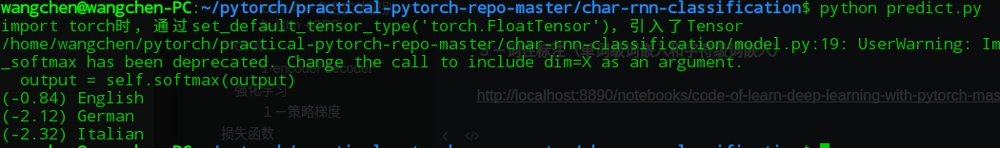 wangchen@wangchen-PC:~/pytorch/practical-pytorch-repo-master/char-rnn-classification$ python predict.py
import torch时，通过set_default_tensor_type('torch.FloatTensor')，引入了Tensor
/home/wangchen/pytorch/practical-pytorch-repo-master/char-rnn-classification/model.py:19: UserWarning: Im
_softmax has been deprecated. Change the call to include dim=X as an argument.
output = self.softmax(output)
强化学习
http://localhost:8890/notebooks/code-of-learn-deep-learning-with-pytorch-mas
(-0.84) English
(-2.12) German
1－策略梯度
(-2.32) Italian
损失函数